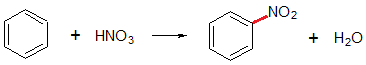 + HNO₃ → NO₂ + H₂O